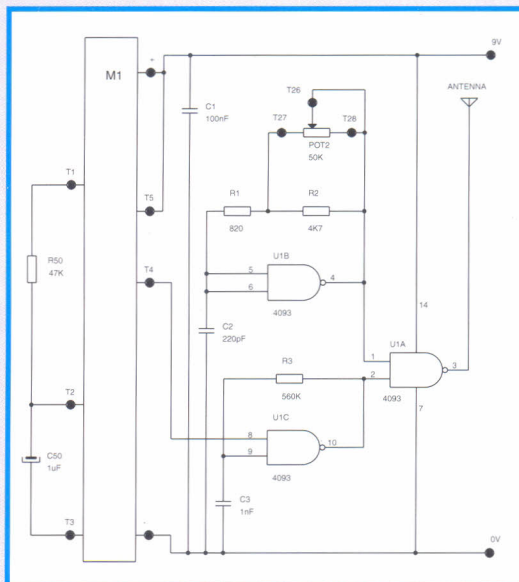 9V
M1
ANTENNA
T26
C1
100nF
T27
T28
POT2
50K
T1
R1
R2
T5
820
4K7
R50
47K
T4
U1B
5
6
4
4093
14
C2
220pF
U1A
R3
1
2
3
560K
4093
T2
U1C
7
8
9
10
C50
1uF
4093
C3
1nF
T3
0V